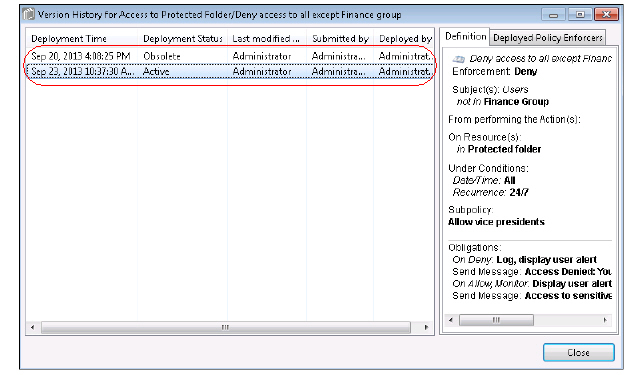 Version History for Access to Protected Folder/Deny access to all except Finance group
Deployment Time Deployment Status Last modified ... Submitted by Deployed by
Sep 20, 2013 4:08:25 PM Obsolete Administrator Administra... Administrat...
Sep 23, 2013 10:37:30 A... Active Administrator Administra... Administrat...
Definition Deployed Policy Enforcers
Deny access to all except Financ
Enforcement: Deny
Subject(s): Users
not in Finance Group
From performing the Action(s):
On Resource(s):
in Protected folder
Under Conditions:
Date/Time: All
Recurrence: 24/7
Subpolicy:
Allow vice presidents
Obligations:
On Deny: Log, display user alert
Send Message: Access Denied: You
On Allow, Monitor: Display user alert
Send Message: Access to sensitive
Close